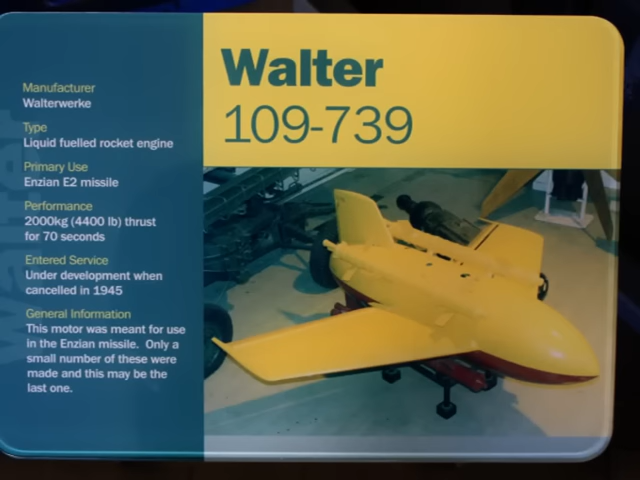 Walter
109-739
Manufacturer
Walterwerke
Type
Liquid fuelled rocket engine
Primary Use
Enzian E2 missile
Performance
2000kg (4400 lb) thrust
for 70 seconds
Entered Service
Under development when
cancelled in 1945
General Information
This motor was meant for use
in the Enzian missile. Only a
small number of these were
made and this may be the
last one.